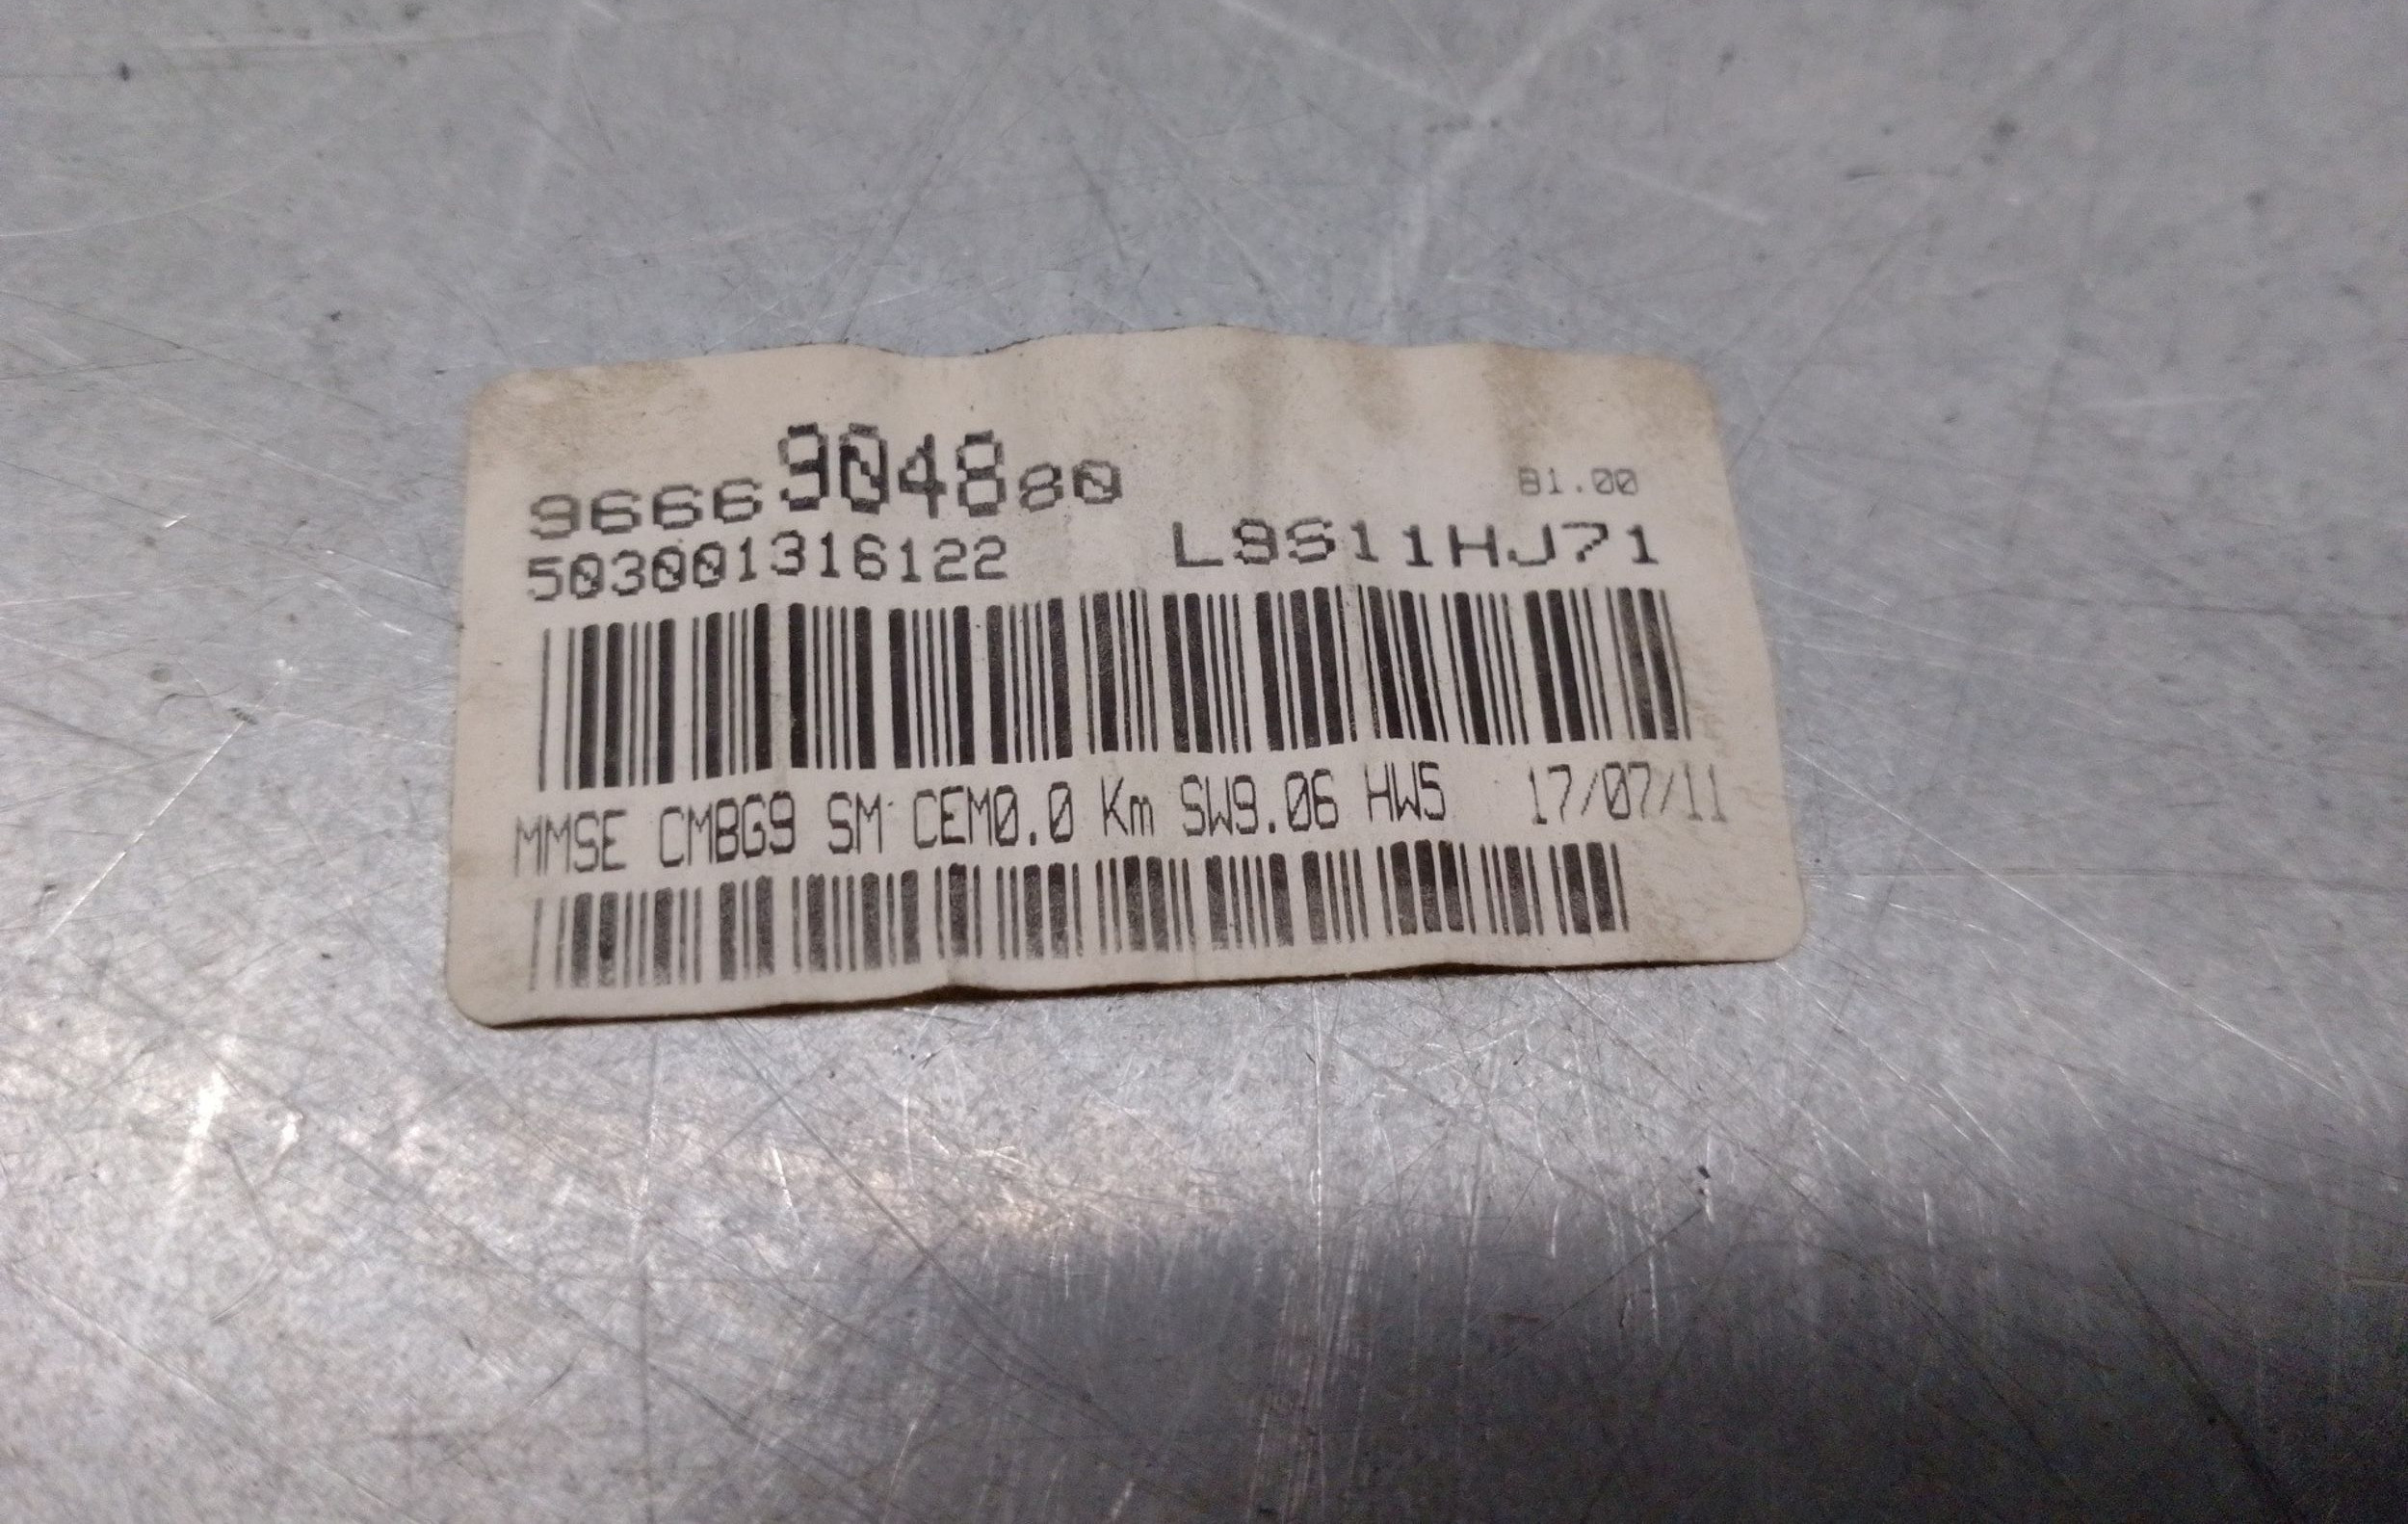 9666904880
B1.00
503001316122 L9S11HJ71
MMSE CMBG9 SM CEM0.0 Km SW9.06 HW5 17/07/11